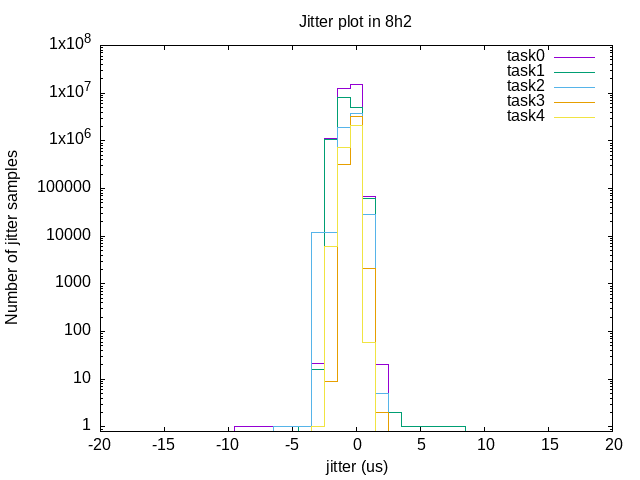 Jitter plot in 8h2
1x10^8
1x10^7
1x10^6
100000
10000
1000
100
10
1
Number of jitter samples
task0
task1
task2
task3
task4
-20 -15 -10 -5 0 5 10 15 20
jitter (us)